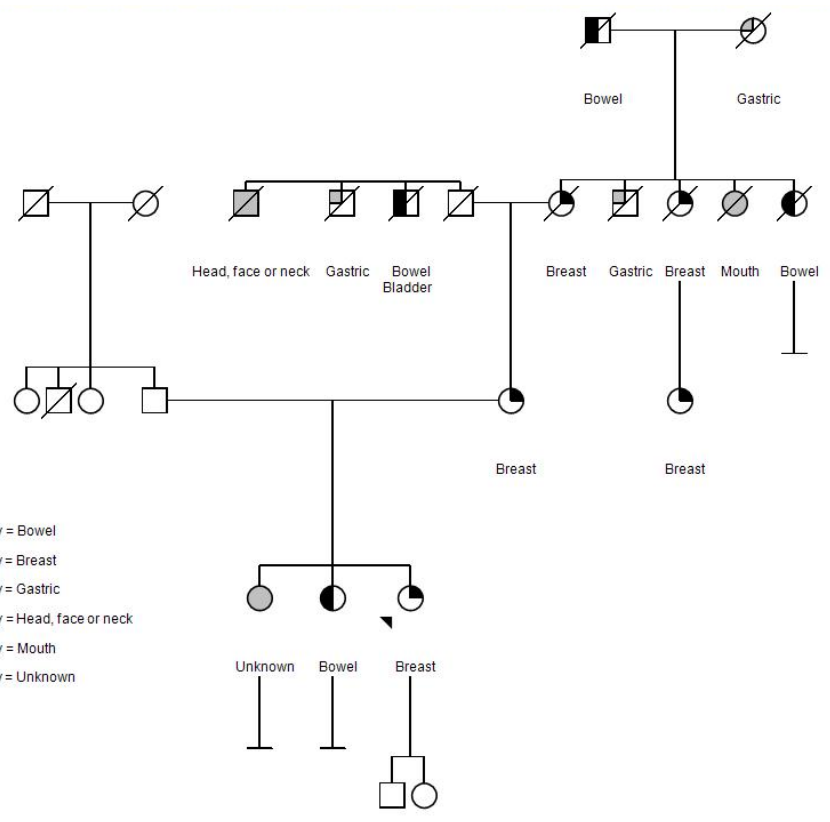 Bowel Gastric
Head, face or neck Gastric Bowel Breast Gastric Breast Mouth Bowel
Bladder
Breast Breast
y = Bowel
y = Breast
y = Gastric
y = Head, face or neck
y = Mouth
y = Unknown
Unknown Bowel Breast